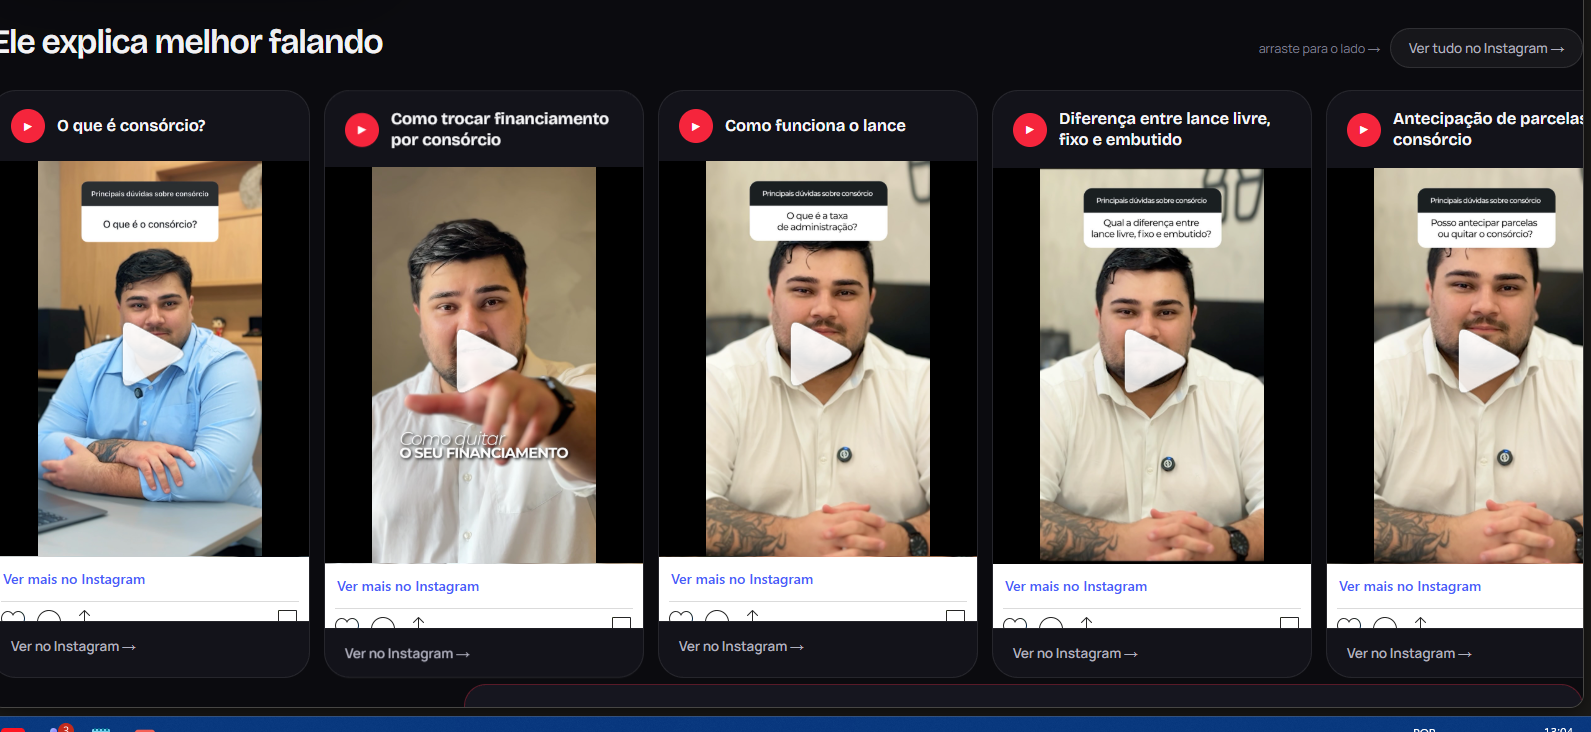 Ele explica melhor falando
arraste para o lado →
Ver tudo no Instagram →
O que é consórcio?
Principais dúvidas sobre consórcio
O que é o consórcio?
Ver mais no Instagram
Ver no Instagram →
Como trocar financiamento
por consórcio
Como quitar
O SEU FINANCIAMENTO
Ver mais no Instagram
Ver no Instagram →
Como funciona o lance
Principais dúvidas sobre consórcio
O que é a taxa
de administração?
Ver mais no Instagram
Ver no Instagram →
Diferença entre lance livre,
fixo e embutido
Principais dúvidas sobre consórcio
Qual a diferença entre
lance livre, fixo e embutido?
Ver mais no Instagram
Ver no Instagram →
Antecipação de parcelas
consórcio
Principais dúvidas sobre consórcio
Posso antecipar parcelas
ou quitar o consórcio?
Ver mais no Instagram
Ver no Instagram →
3